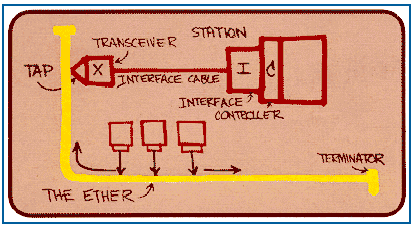 STATION
TRANSCEIVER
TAP
X
I
C
INTERFACE CABLE
INTERFACE
CONTROLLER
TERMINATOR
THE ETHER